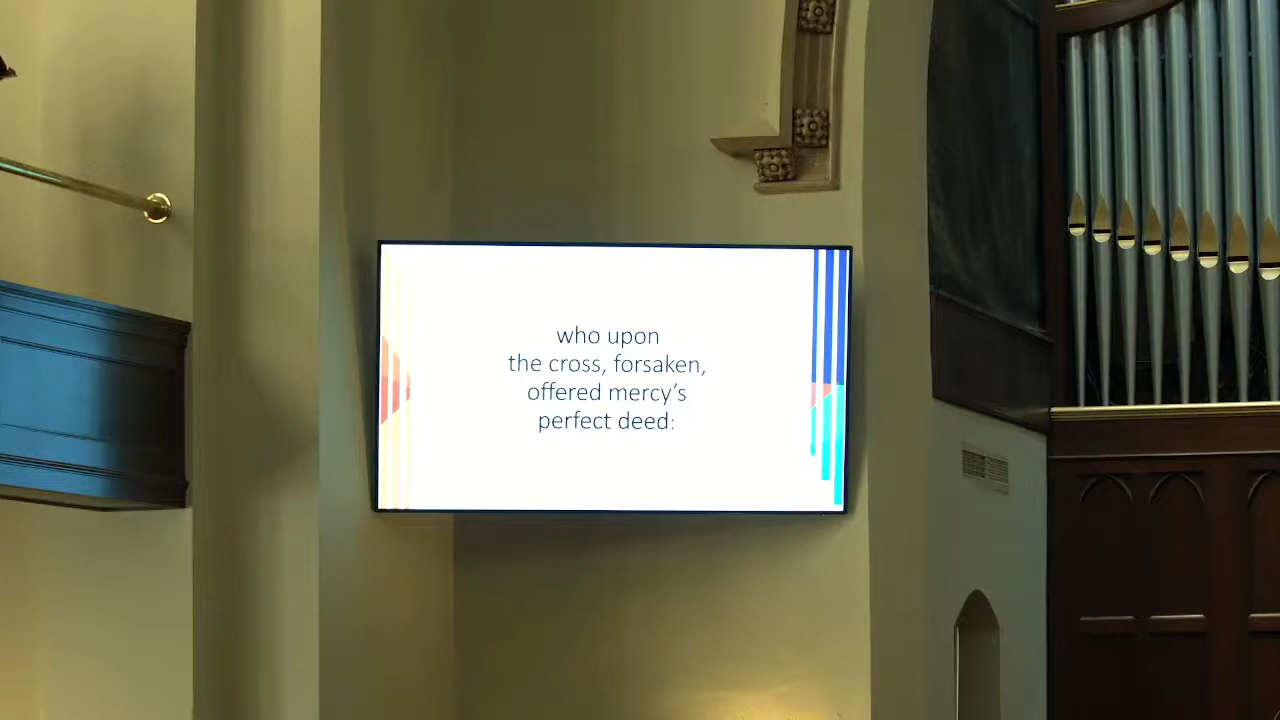 who upon
the cross, forsaken,
offered mercy’s
perfect deed: